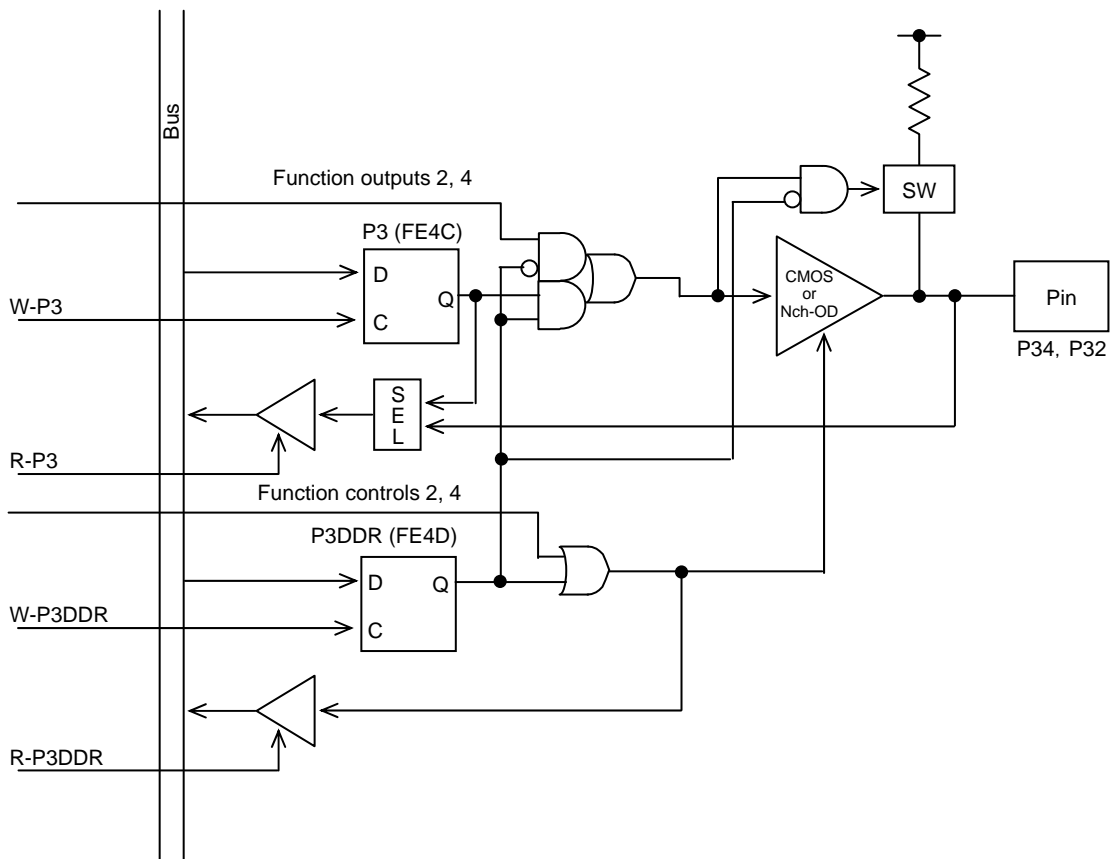 Bus
Function outputs 2, 4
SW
P3 (FE4C)
D
Q
C
W-P3
CMOS
or
Nch-OD
Pin
P34, P32
SEL
R-P3
Function controls 2, 4
P3DDR (FE4D)
D
Q
C
W-P3DDR
R-P3DDR